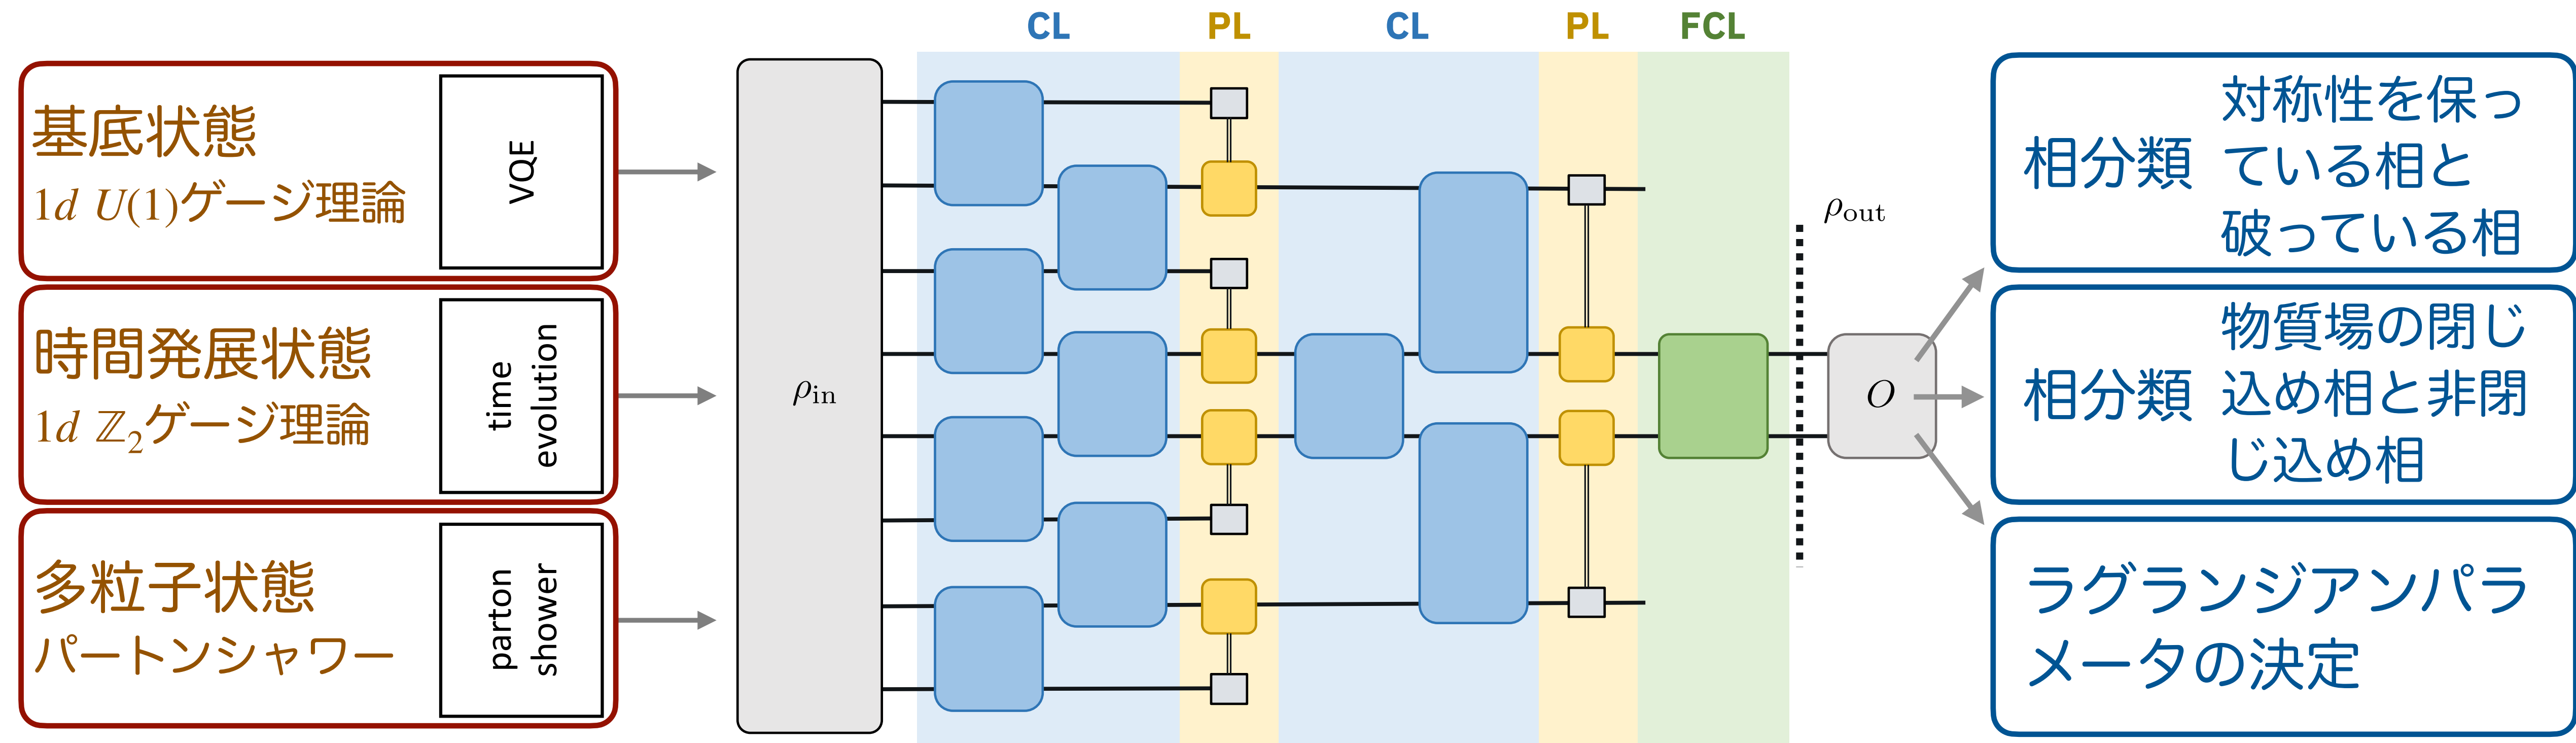 CL
PL
CL
PL
FCL
基底状態
1d U(1)ゲージ理論
VQE
時間発展状態
1d ℤ₂ゲージ理論
time
evolution
多粒子状態
パートンシャワー
parton
shower
ρin
ρout
O
相分類
対称性を保っ
ている相と
破っている相
相分類
物質場の閉じ
込め相と非閉
じ込め相
ラグランジアンパラ
メータの決定